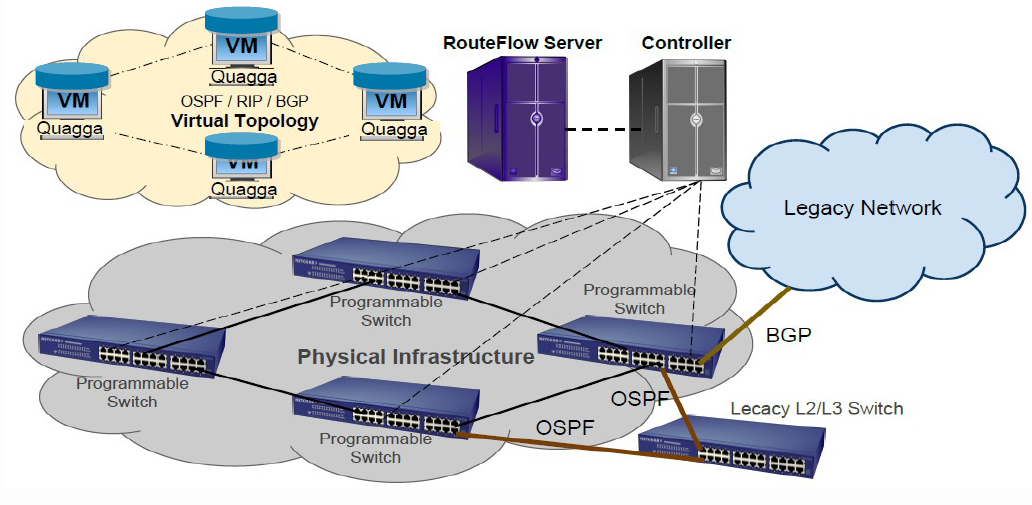 VM
Quagga
VM
Quagga
OSPF / RIP / BGP
Virtual Topology
VM
Quagga
VM
Quagga
RouteFlow Server
Controller
Legacy Network
Programmable
Switch
Programmable
Switch
Physical Infrastructure
Programmable
Switch
Programmable
Switch
BGP
OSPF
OSPF
Lecacy L2/L3 Switch